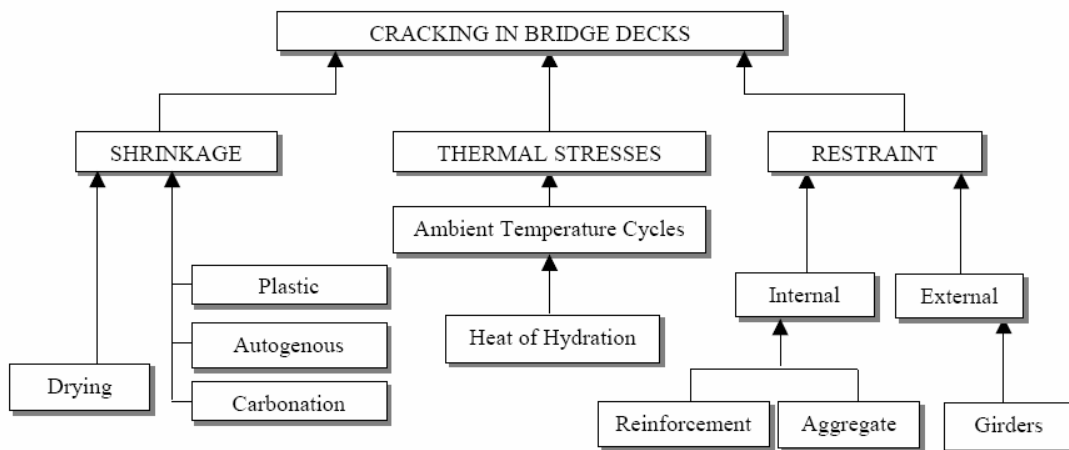 CRACKING IN BRIDGE DECKS
SHRINKAGE
THERMAL STRESSES
RESTRAINT
Ambient Temperature Cycles
Plastic
Internal
External
Heat of Hydration
Autogenous
Drying
Carbonation
Reinforcement
Aggregate
Girders